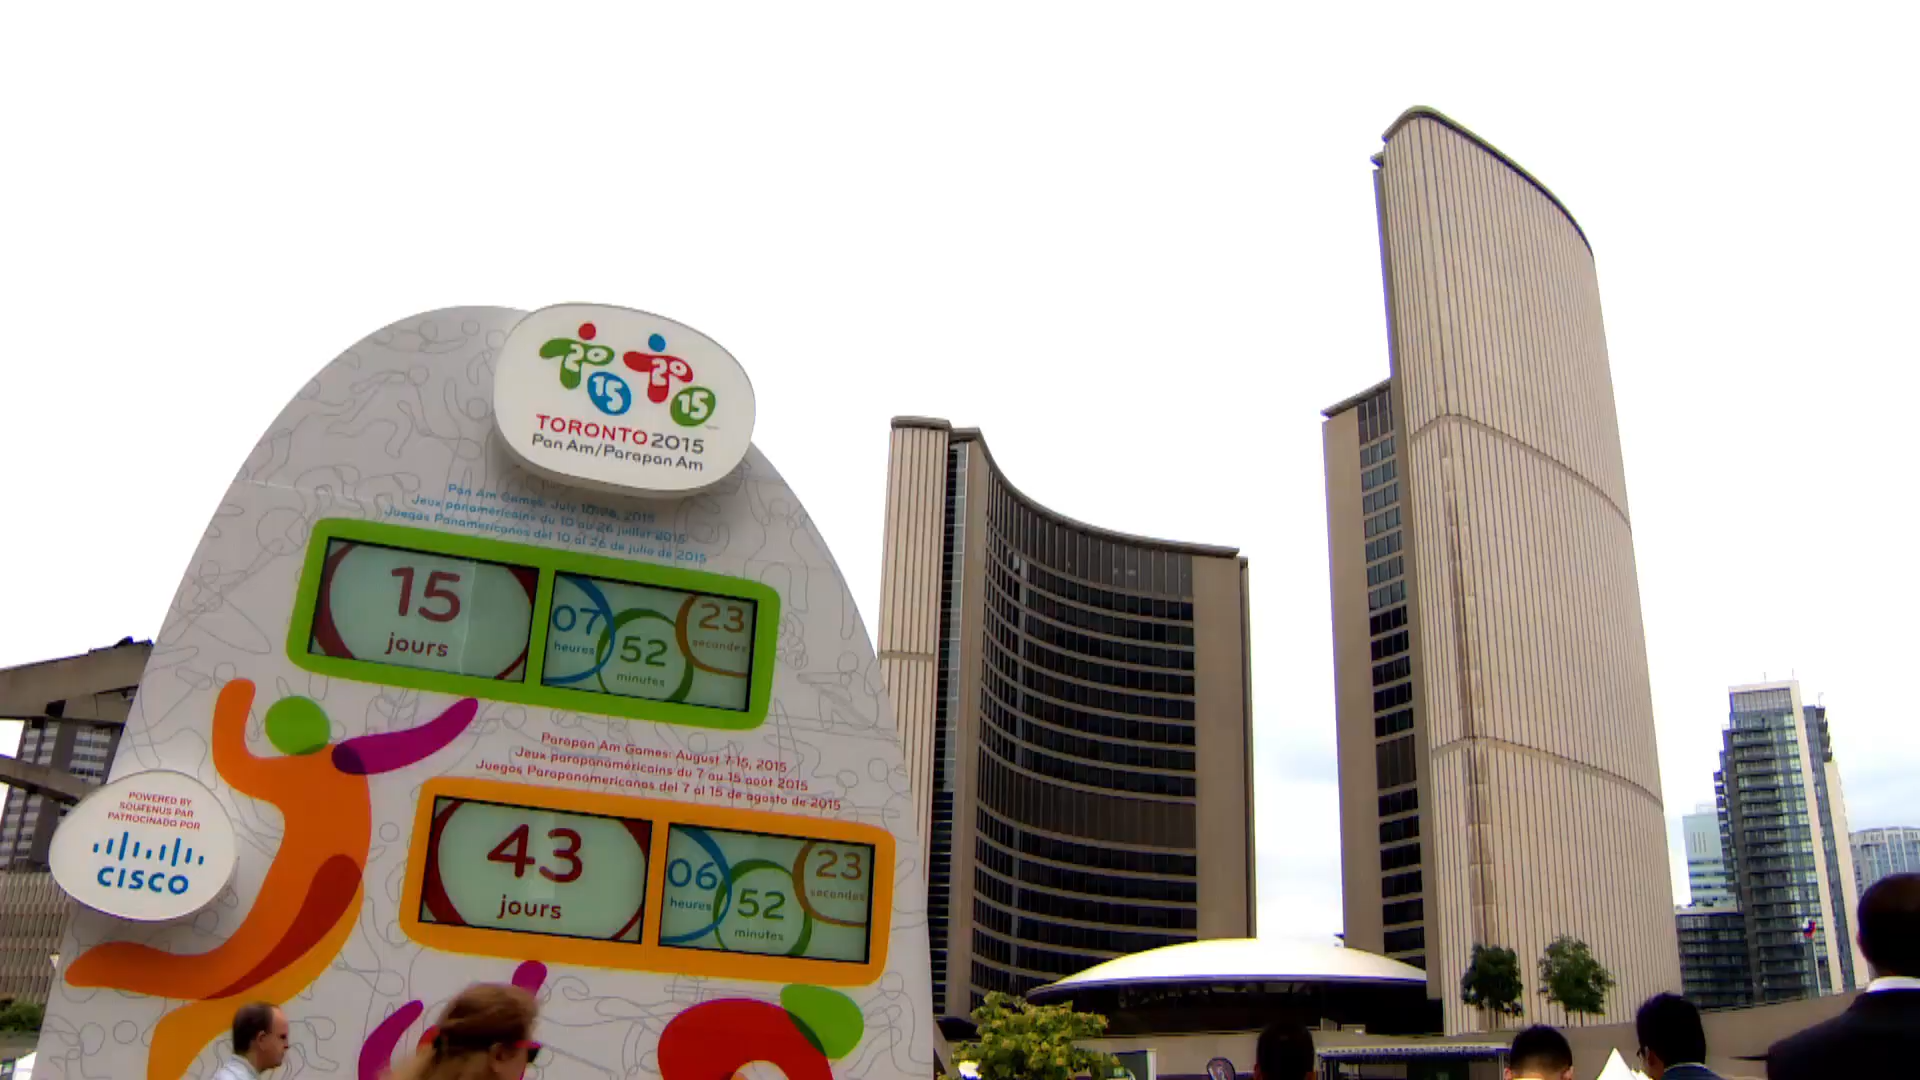 2015 2015
TORONTO2015
Pan Am/Parapan Am
Pan Am Games: July 10-26, 2015
Jeux panaméricains du 10 au 26 juillet 2015
Juegos Panamericanos del 10 al 26 de julio de 2015
15 jours
07 heures
52 minutes
23 secondes
Parapan Am Games: August 7-15, 2015
Jeux parapanaméricains du 7 au 15 août 2015
Juegos Parapanamericanos del 7 al 15 de agosto de 2015
43 jours
06 heures
52 minutes
23 secondes
POWERED BY
SOUTENUS PAR
PATROCINADO POR
CISCO